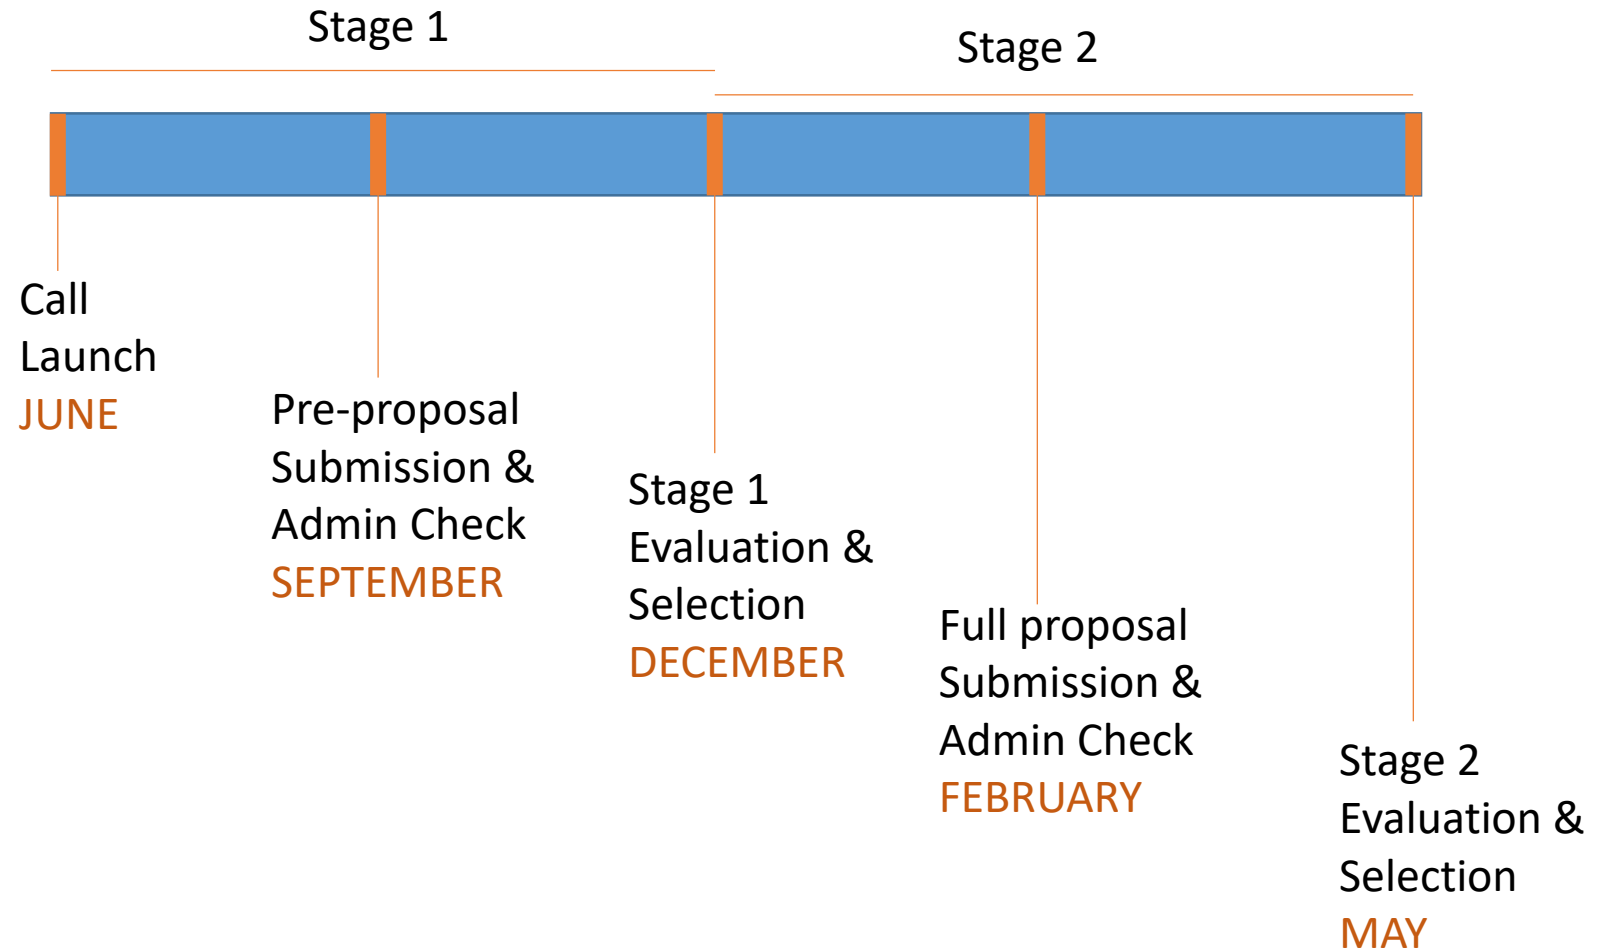 Stage 1
Stage 2
Call
Launch
JUNE
Pre-proposal
Submission &
Admin Check
SEPTEMBER
Stage 1
Evaluation &
Selection
DECEMBER
Full proposal
Submission &
Admin Check
FEBRUARY
Stage 2
Evaluation &
Selection
MAY